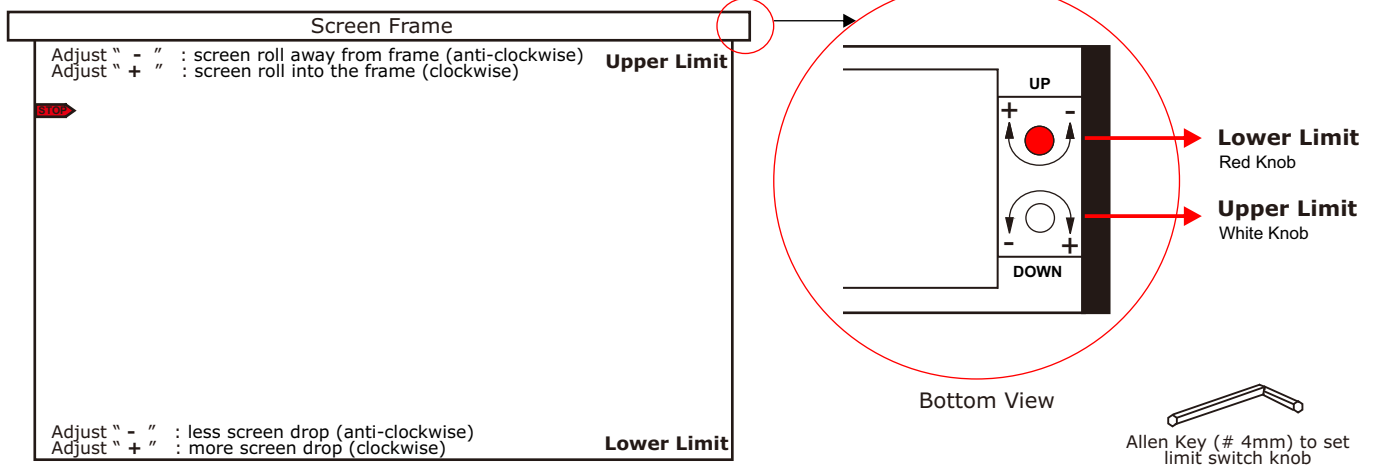 Screen Frame
Adjust “ - ” : screen roll away from frame (anti-clockwise)
Adjust “ + ” : screen roll into the frame (clockwise)
Upper Limit
STOP
Adjust “ - ” : less screen drop (anti-clockwise)
Adjust “ + ” : more screen drop (clockwise)
Lower Limit
UP
+ -
- +
DOWN
Lower Limit
Red Knob
Upper Limit
White Knob
Bottom View
Allen Key (# 4mm) to set
limit switch knob